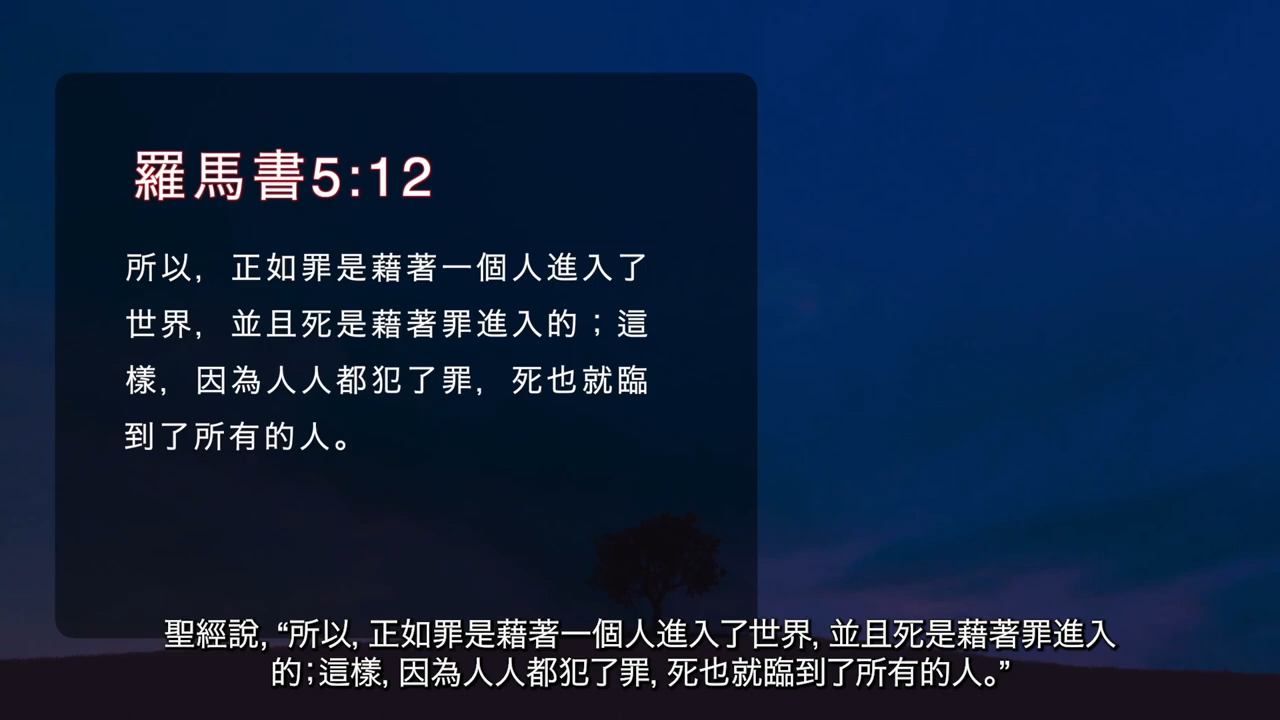 羅馬書5:12
所以, 正如罪是藉著一個人進入了
世界, 並且死是藉著罪進入的；這
樣, 因為人人都犯了罪, 死也就臨
到了所有的人。
聖經說, “所以, 正如罪是藉著一個人進入了世界, 並且死是藉著罪進入
的；這樣, 因為人人都犯了罪, 死也就臨到了所有的人。”